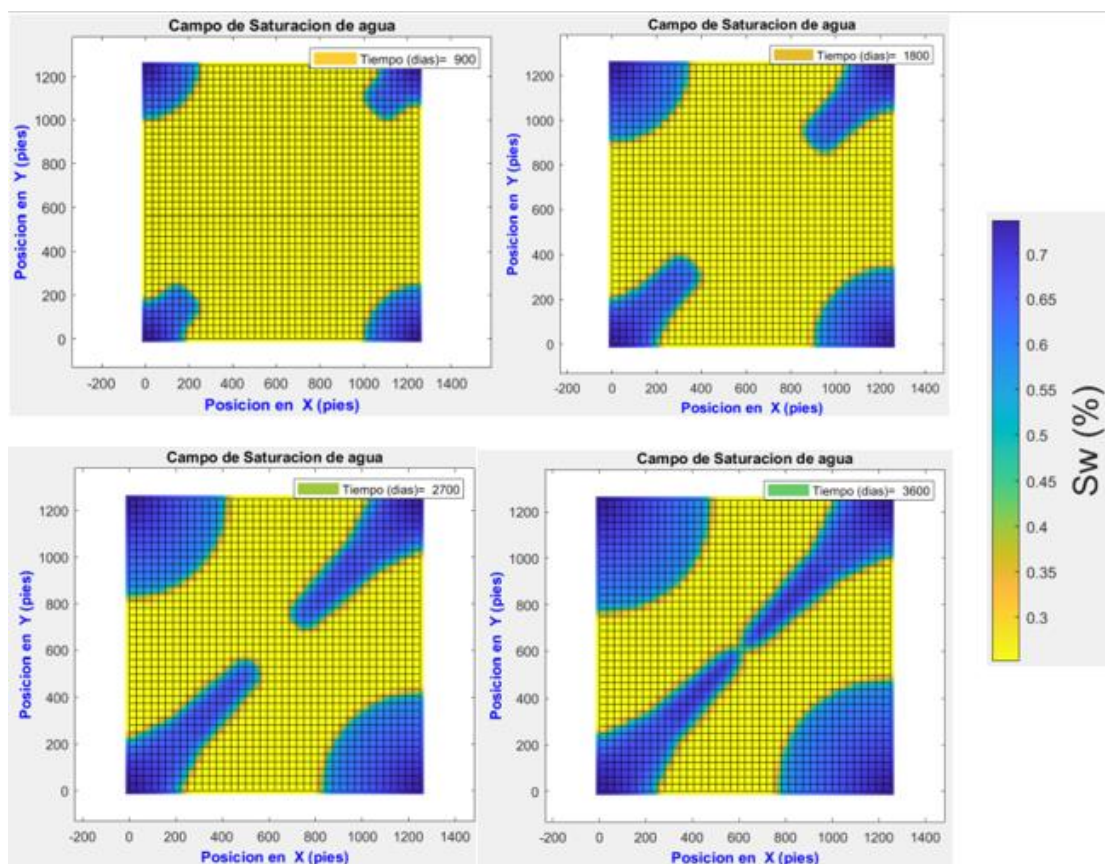 Campo de Saturacion de agua
Tiempo (dias)= 900
1200
1000
800
600
400
200
0
Posicion en Y (pies)
-200 0 200 400 600 800 1000 1200 1400
Posicion en X (pies)
Campo de Saturacion de agua
Tiempo (dias)= 1800
1200
1000
800
600
400
200
0
Posicion en Y (pies)
-200 0 200 400 600 800 1000 1200 1400
Posicion en X (pies)
Campo de Saturacion de agua
Tiempo (dias)= 2700
1200
1000
800
600
400
200
0
Posicion en Y (pies)
-200 0 200 400 600 800 1000 1200 1400
Posicion en X (pies)
Campo de Saturacion de agua
Tiempo (dias)= 3600
1200
1000
800
600
400
200
0
Posicion en Y (pies)
-200 0 200 400 600 800 1000 1200 1400
Posicion en X (pies)
0.7
0.65
0.6
0.55
0.5
0.45
0.4
0.35
0.3
Sw (%)